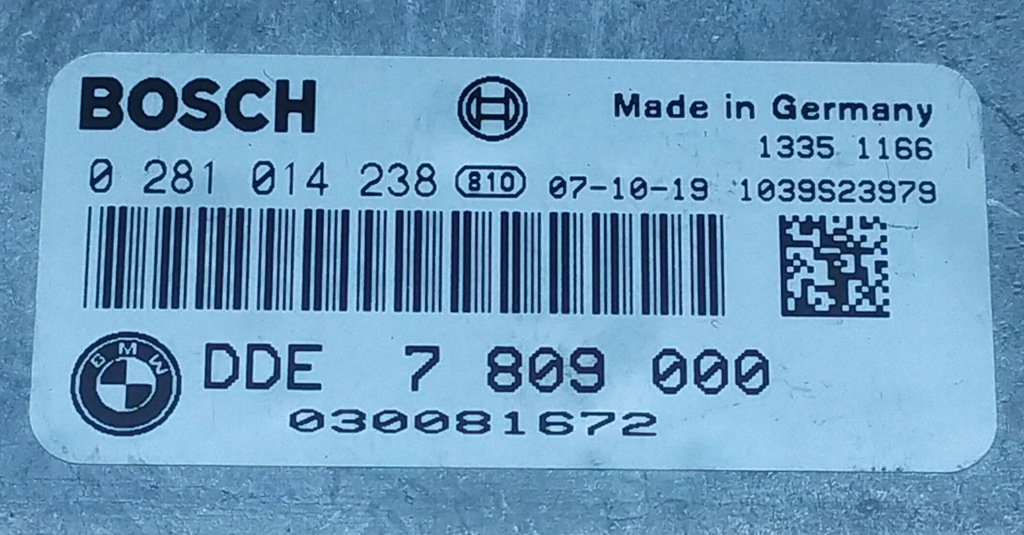 BOSCH
Made in Germany
1335 1166
0 281 014 238 810 07-10-19 1039S23979
BMW
DDE 7 809 000
030081672